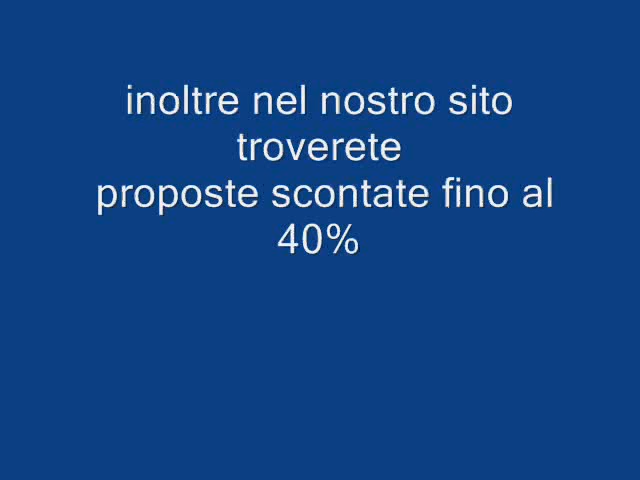 inoltre nel nostro sito
troverete
proposte scontate fino al
40%